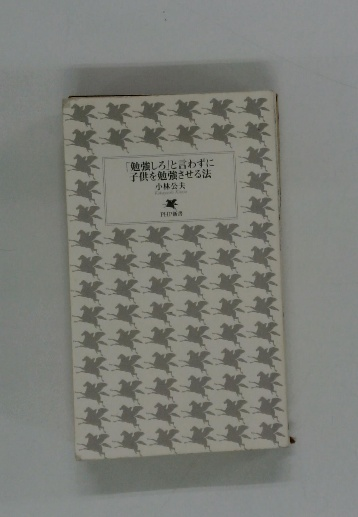 「勉強しろ」と言わずに
子供を勉強させる法
小林公夫
PHP新書